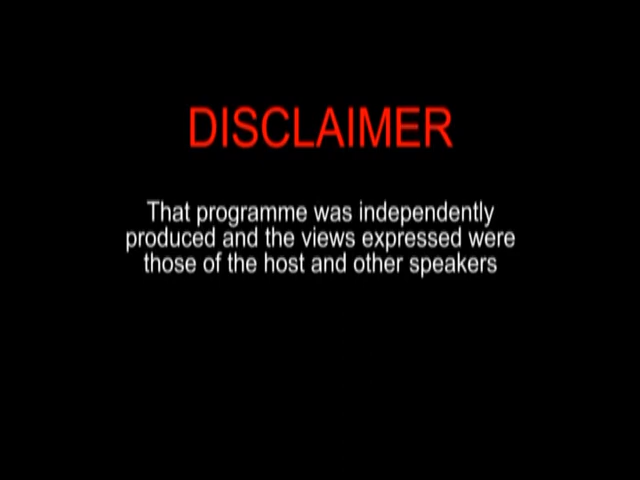 DISCLAIMER
That programme was independently
produced and the views expressed were
those of the host and other speakers